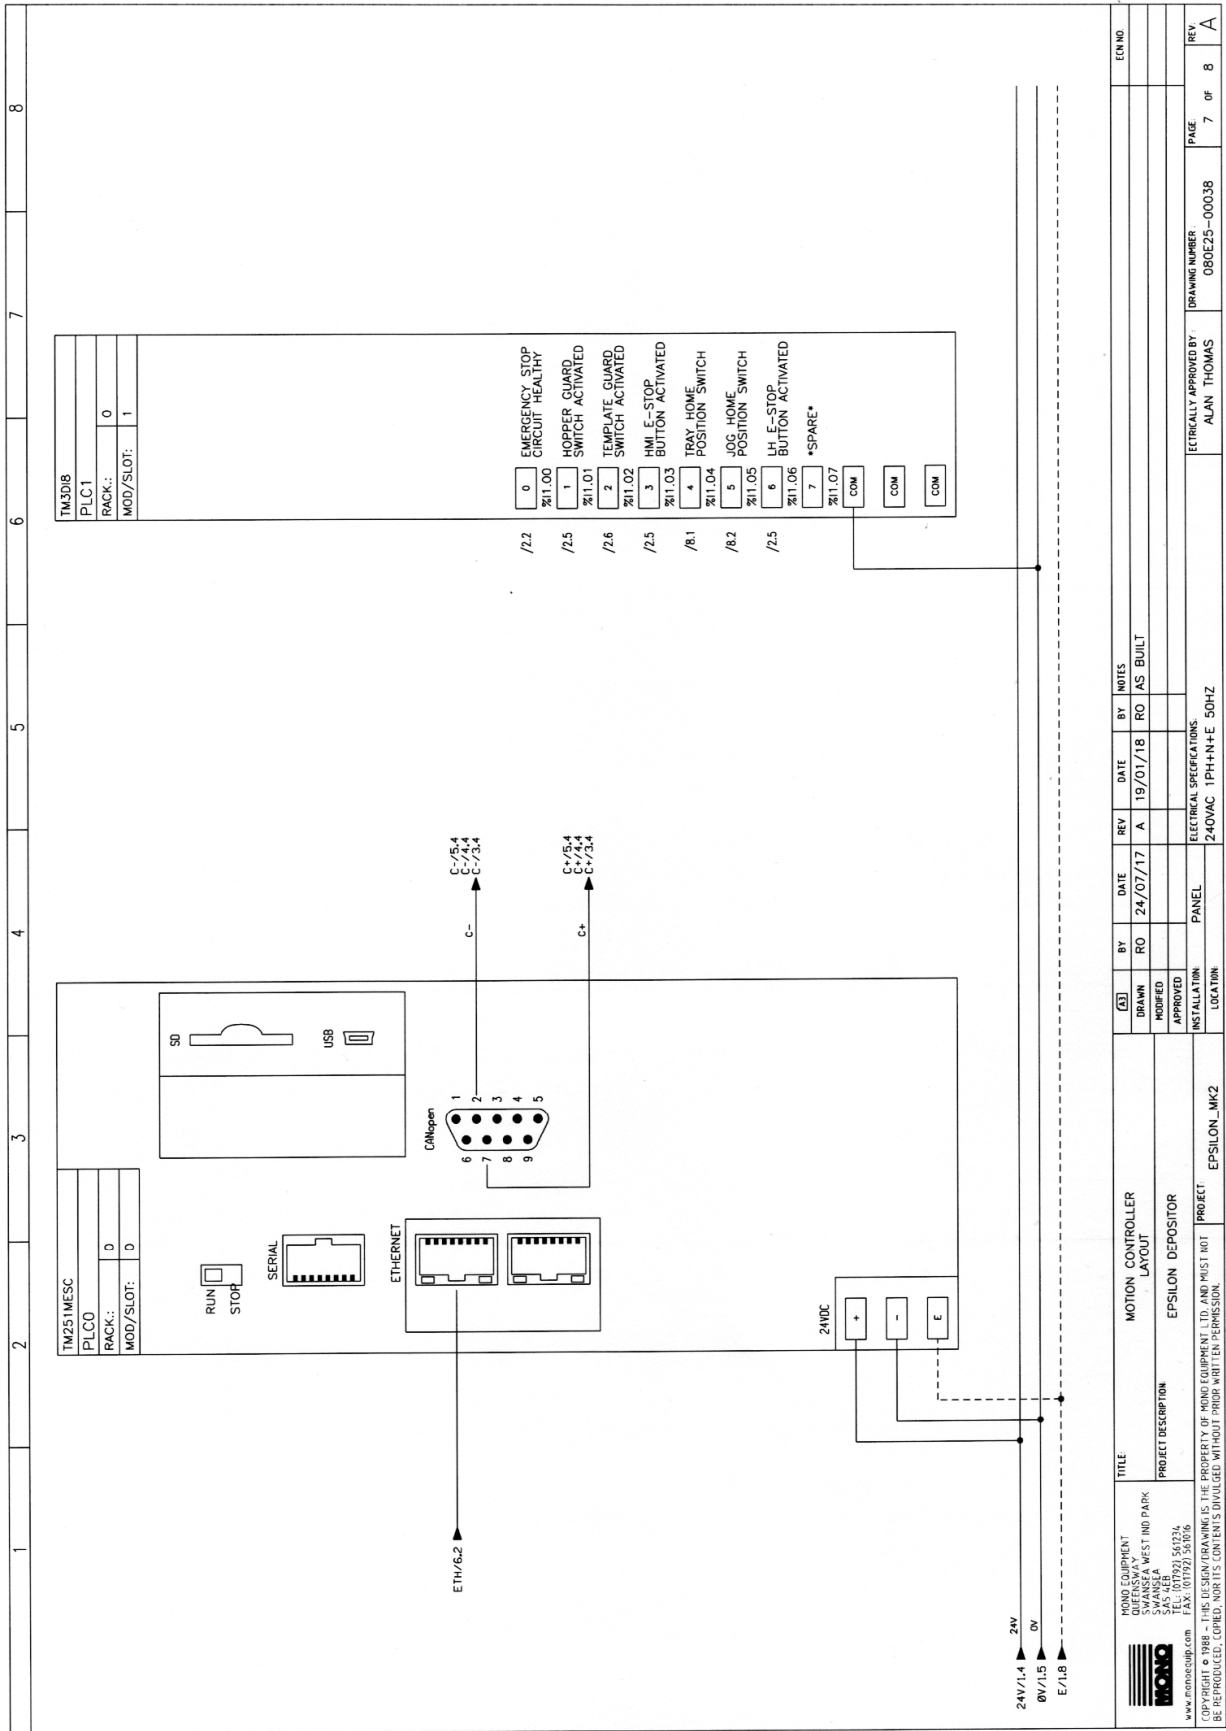 1
2
3
4
5
6
7
8
TM251MESC
PLC0
RACK.: D
MOD/SLOT: D
RUN
STOP
SERIAL
ETHERNET
SD
USB
CANopen
1
2
3
4
5
6
7
8
9
C-
C-/5.4
C-/4.4
C-/3.4
C+
C+/5.4
C+/4.4
C+/3.4
ETH/6.2
24VDC
+
-
E
TM3DI8
PLC1
RACK.: 0
MOD/SLOT: 1
/2.2 0 EMERGENCY STOP
%I1.00 CIRCUIT HEALTHY
/2.5 1 HOPPER GUARD
%I1.01 SWITCH ACTIVATED
/2.6 2 TEMPLATE GUARD
%I1.02 SWITCH ACTIVATED
/2.5 3 HMI E-STOP
%I1.03 BUTTON ACTIVATED
/8.1 4 TRAY HOME
%I1.04 POSITION SWITCH
/8.2 5 JOG HOME
%I1.05 POSITION SWITCH
/2.5 6 LH E-STOP
%I1.06 BUTTON ACTIVATED
7 *SPARE*
%I1.07
COM
COM
COM
24V/1.4 24V
0V/1.5 0V
E/1.8
MONO
www.monoequip.com
MONO EQUIPMENT
QUEENSWAY
SWANSEA WEST IND PARK
SWANSEA
SA5 4EB
TEL: (01792) 561234
FAX: (01792) 561016
COPYRIGHT © 1988 - THIS DESIGN/DRAWING IS THE PROPERTY OF MONO EQUIPMENT LTD, AND MUST NOT
BE REPRODUCED, COPIED, NOR ITS CONTENTS DIVULGED WITHOUT PRIOR WRITTEN PERMISSION.
TITLE:
MOTION CONTROLLER
LAYOUT
PROJECT DESCRIPTION:
EPSILON DEPOSITOR
PROJECT:
EPSILON_MK2
A3 BY DATE REV DATE BY NOTES ECN NO.
DRAWN RO 24/07/17 A 19/01/18 RO AS BUILT
MODIFIED
APPROVED
INSTALLATION: PANEL
LOCATION:
ELECTRICAL SPECIFICATIONS:
240VAC 1PH+N+E 50HZ
ECTRICALLY APPROVED BY :
ALAN THOMAS
DRAWING NUMBER :
080E25-00038
PAGE:
7 OF 8
REV:
A